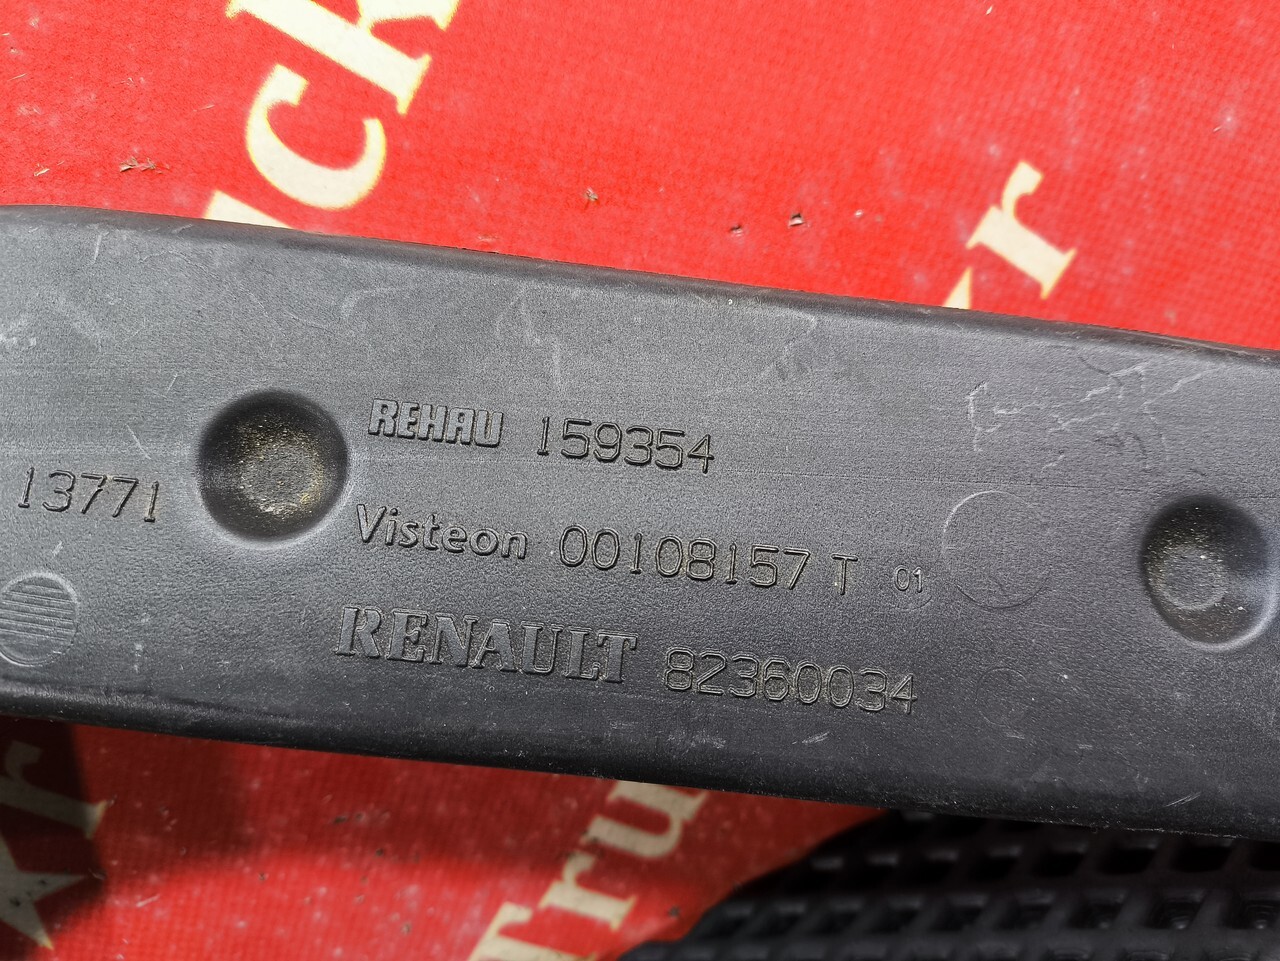 REHAU 159354
13771
Visteon 00108157 T 01
RENAULT 82360034